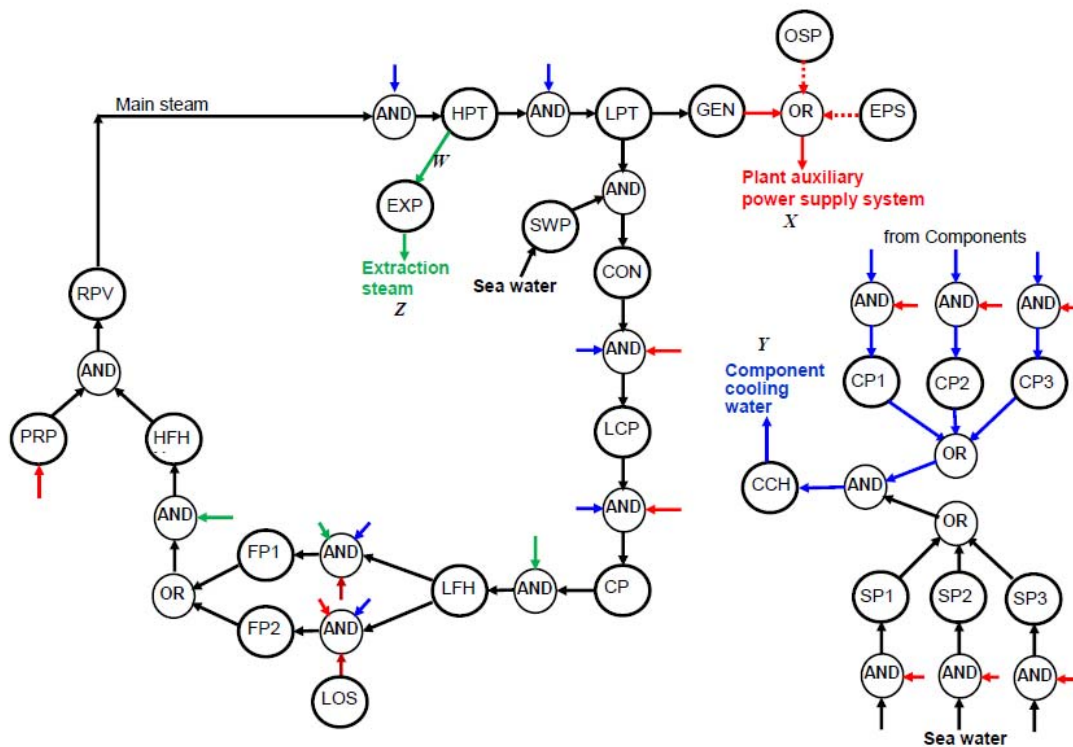 OSP
Main steam
AND
HPT
AND
LPT
GEN
OR
EPS
W
EXP
Extraction
steam
Z
AND
SWP
Sea water
CON
Plant auxiliary
power supply system
X
from Components
AND
AND
AND
RPV
AND
PRP
HFH
AND
LCP
AND
Y
Component
cooling
water
CP1
CP2
CP3
OR
AND
CCH
OR
AND
FP1
AND
OR
FP2
AND
LFH
AND
CP
LOS
SP1
SP2
SP3
AND
AND
AND
Sea water